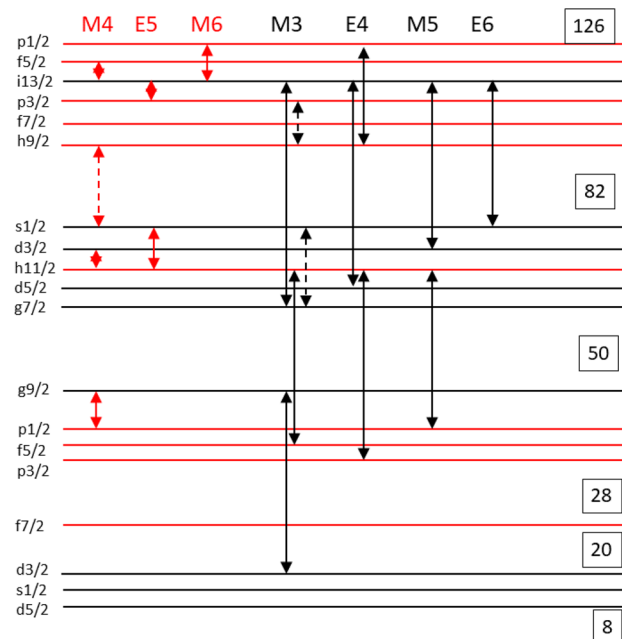 M4 E5 M6 M3 E4 M5 E6
126
p1/2
f5/2
i13/2
p3/2
f7/2
h9/2
82
s1/2
d3/2
h11/2
d5/2
g7/2
50
g9/2
p1/2
f5/2
p3/2
28
f7/2
20
d3/2
s1/2
d5/2
8